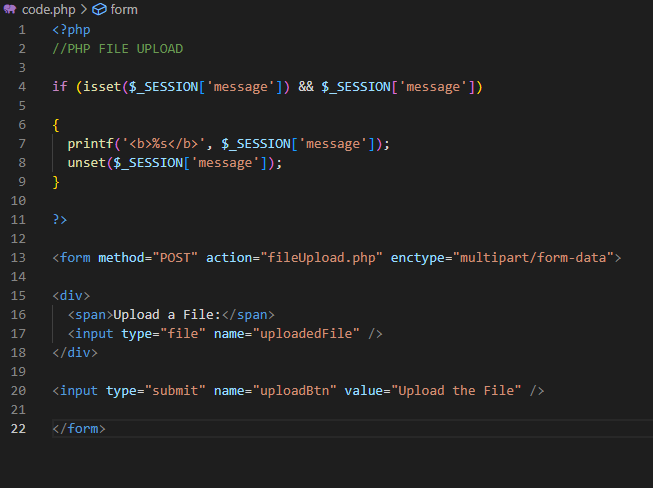 code.php > form
1 <?php
2 //PHP FILE UPLOAD
3
4 if (isset($_SESSION['message']) && $_SESSION['message'])
5
6 {
7 printf('<b>%s</b>', $_SESSION['message']);
8 unset($_SESSION['message']);
9 }
10
11 ?>
12
13 <form method="POST" action="fileUpload.php" enctype="multipart/form-data">
14
15 <div>
16 <span>Upload a File:</span>
17 <input type="file" name="uploadedFile" />
18 </div>
19
20 <input type="submit" name="uploadBtn" value="Upload the File" />
21
22 </form>